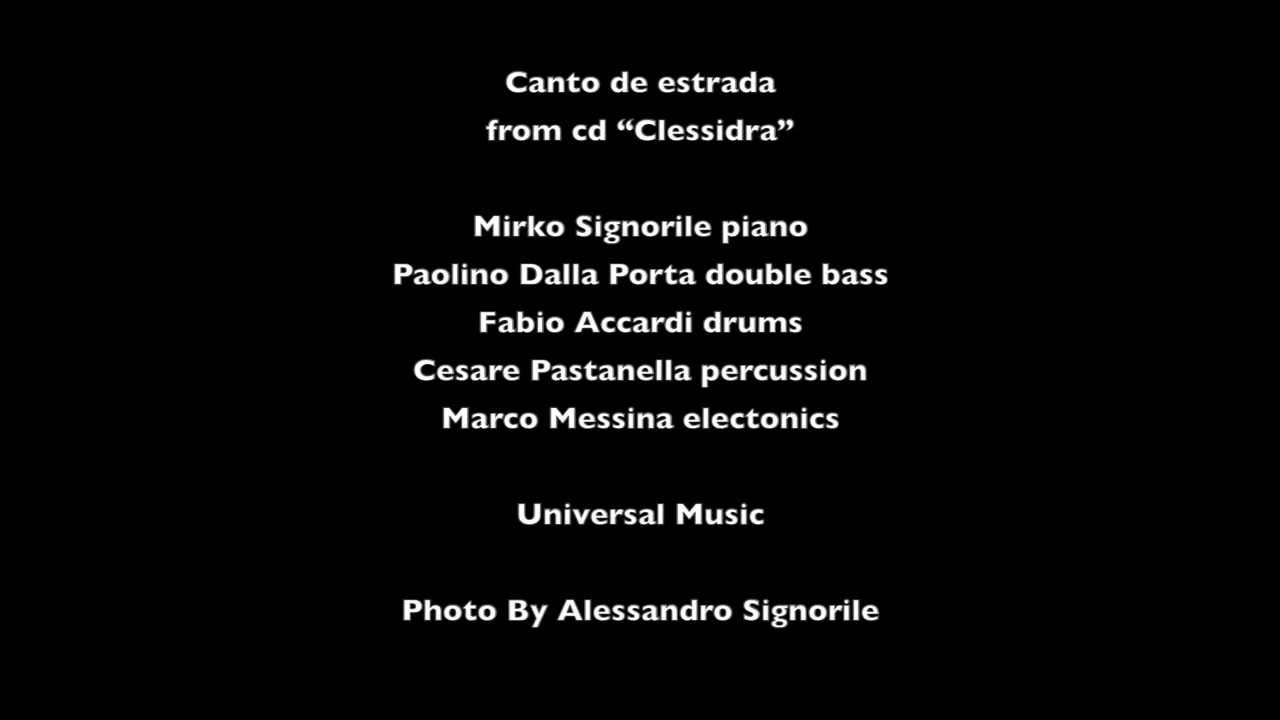 Canto de estrada
from cd “Clessidra”
Mirko Signorile piano
Paolino Dalla Porta double bass
Fabio Accardi drums
Cesare Pastanella percussion
Marco Messina electonics
Universal Music
Photo By Alessandro Signorile